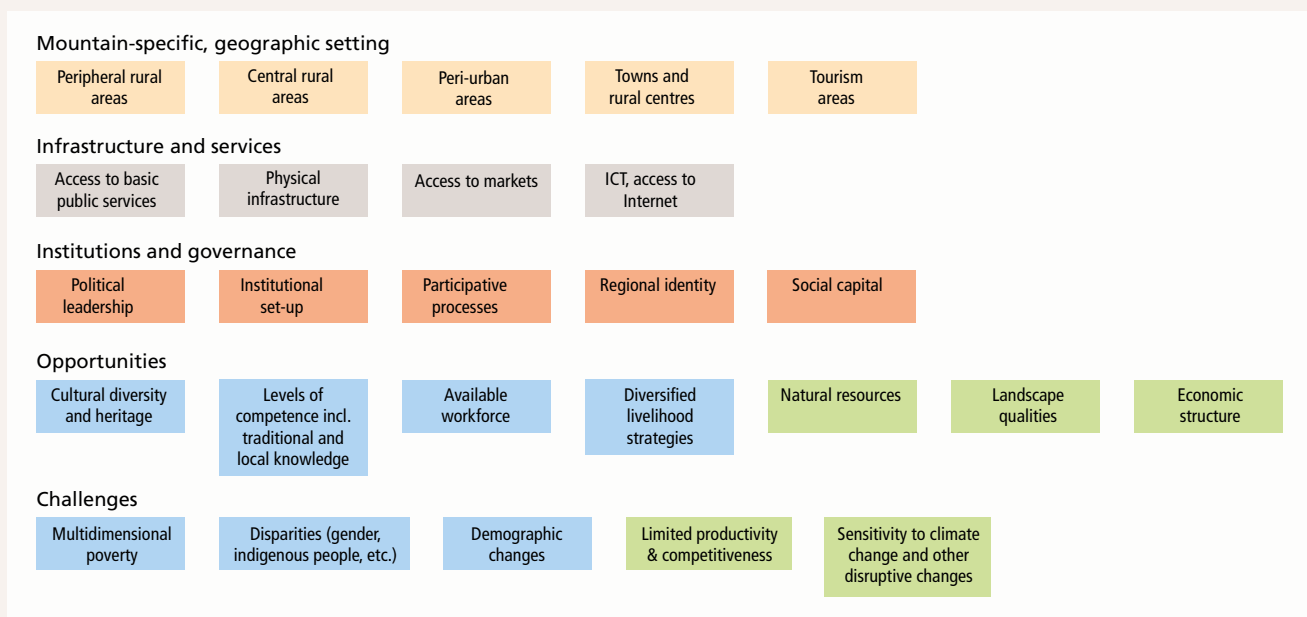 Mountain-specific, geographic setting
Peripheral rural
areas
Central rural
areas
Peri-urban
areas
Towns and
rural centres
Tourism
areas
Infrastructure and services
Access to basic
public services
Physical
infrastructure
Access to markets
ICT, access to
Internet
Institutions and governance
Political
leadership
Institutional
set-up
Participative
processes
Regional identity
Social capital
Opportunities
Cultural diversity
and heritage
Levels of
competence incl.
traditional and
local knowledge
Available
workforce
Diversified
livelihood
strategies
Natural resources
Landscape
qualities
Economic
structure
Challenges
Multidimensional
poverty
Disparities (gender,
indigenous people, etc.)
Demographic
changes
Limited productivity
& competitiveness
Sensitivity to climate
change and other
disruptive changes